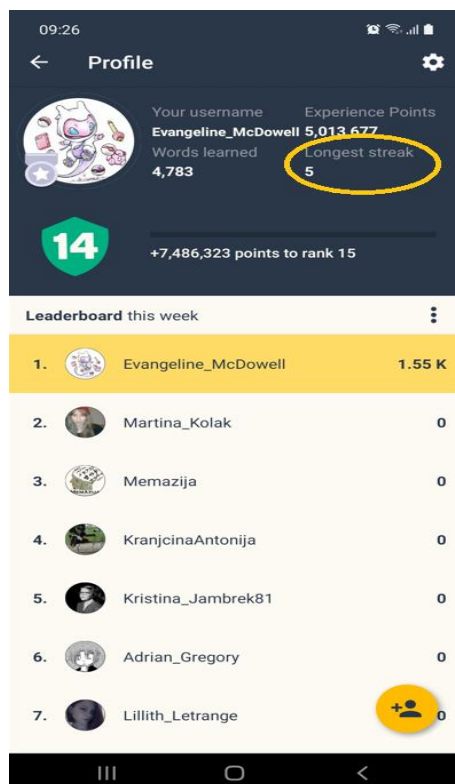 09:26
Profile
Your username Experience Points
Evangeline_McDowell 5,013,677
Words learned Longest streak
4,783 5
14
+7,486,323 points to rank 15
Leaderboard this week
1. Evangeline_McDowell 1.55 K
2. Martina_Kolak 0
3. Memazija 0
4. KranjcinaAntonija 0
5. Kristina_Jambrek81 0
6. Adrian_Gregory 0
7. Lillith_Letrange 0